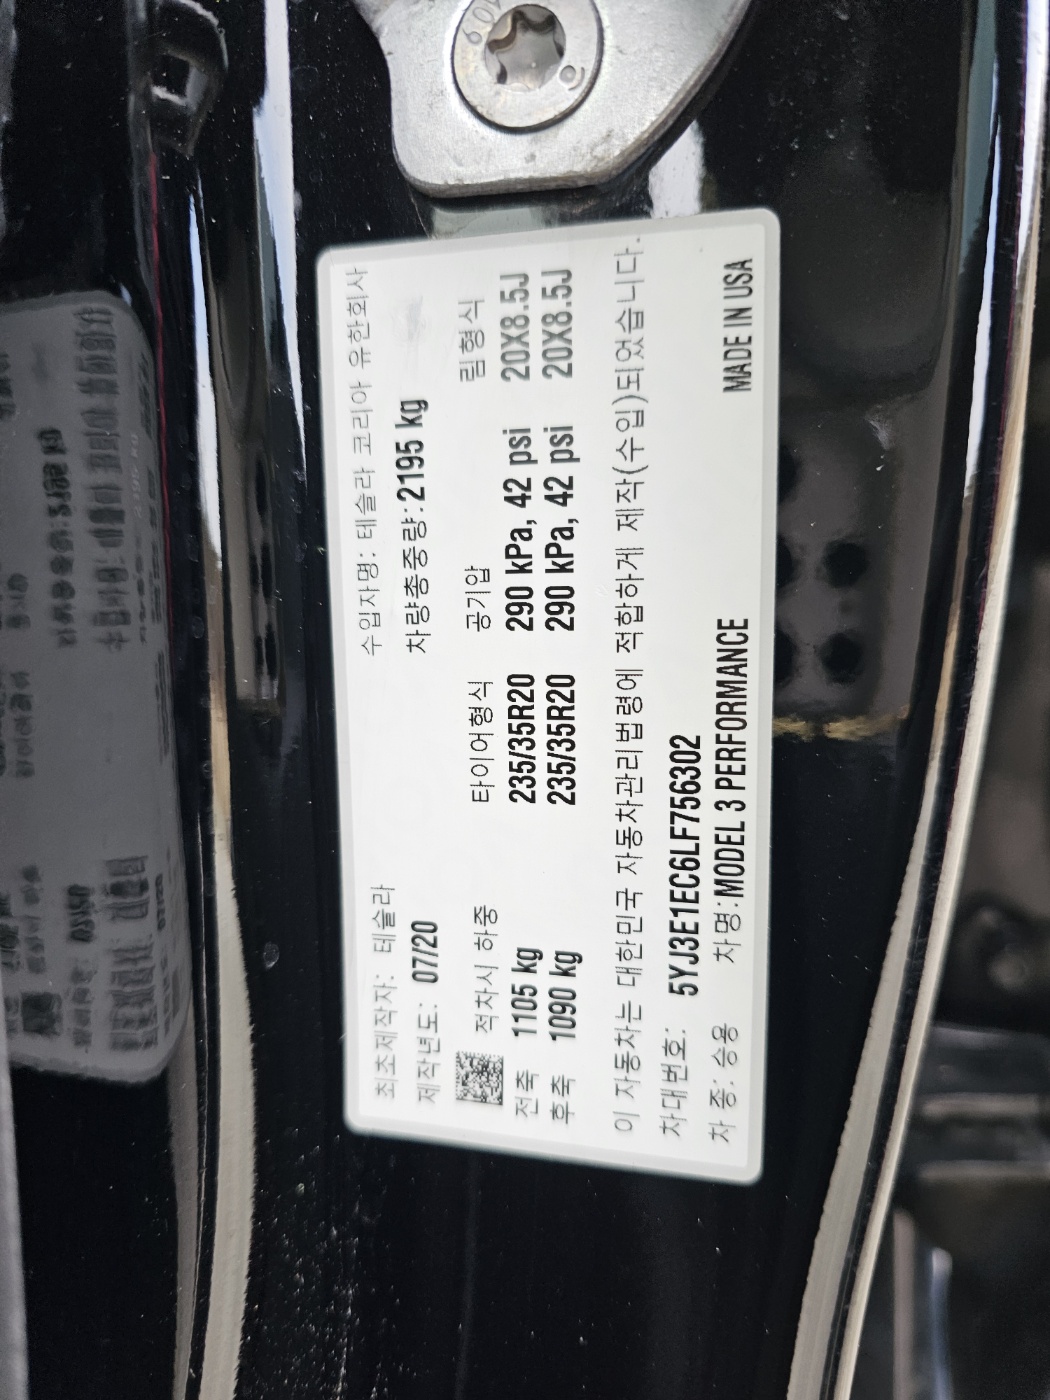 최초제작자: 테슬라 수입자명: 테슬라 코리아 유한회사
제작년도: 07/20 차량총중량:2195 kg
적차시 하중 타이어형식 공기압 림형식
전축 1105 kg 235/35R20 290 kPa, 42 psi 20X8.5J
후축 1090 kg 235/35R20 290 kPa, 42 psi 20X8.5J
이 자동차는 대한민국 자동차관리법령에 적합하게 제작(수입)되었습니다.
차대번호: 5YJ3E1EC6LF756302
차 종: 승용 차명:MODEL 3 PERFORMANCE MADE IN USA